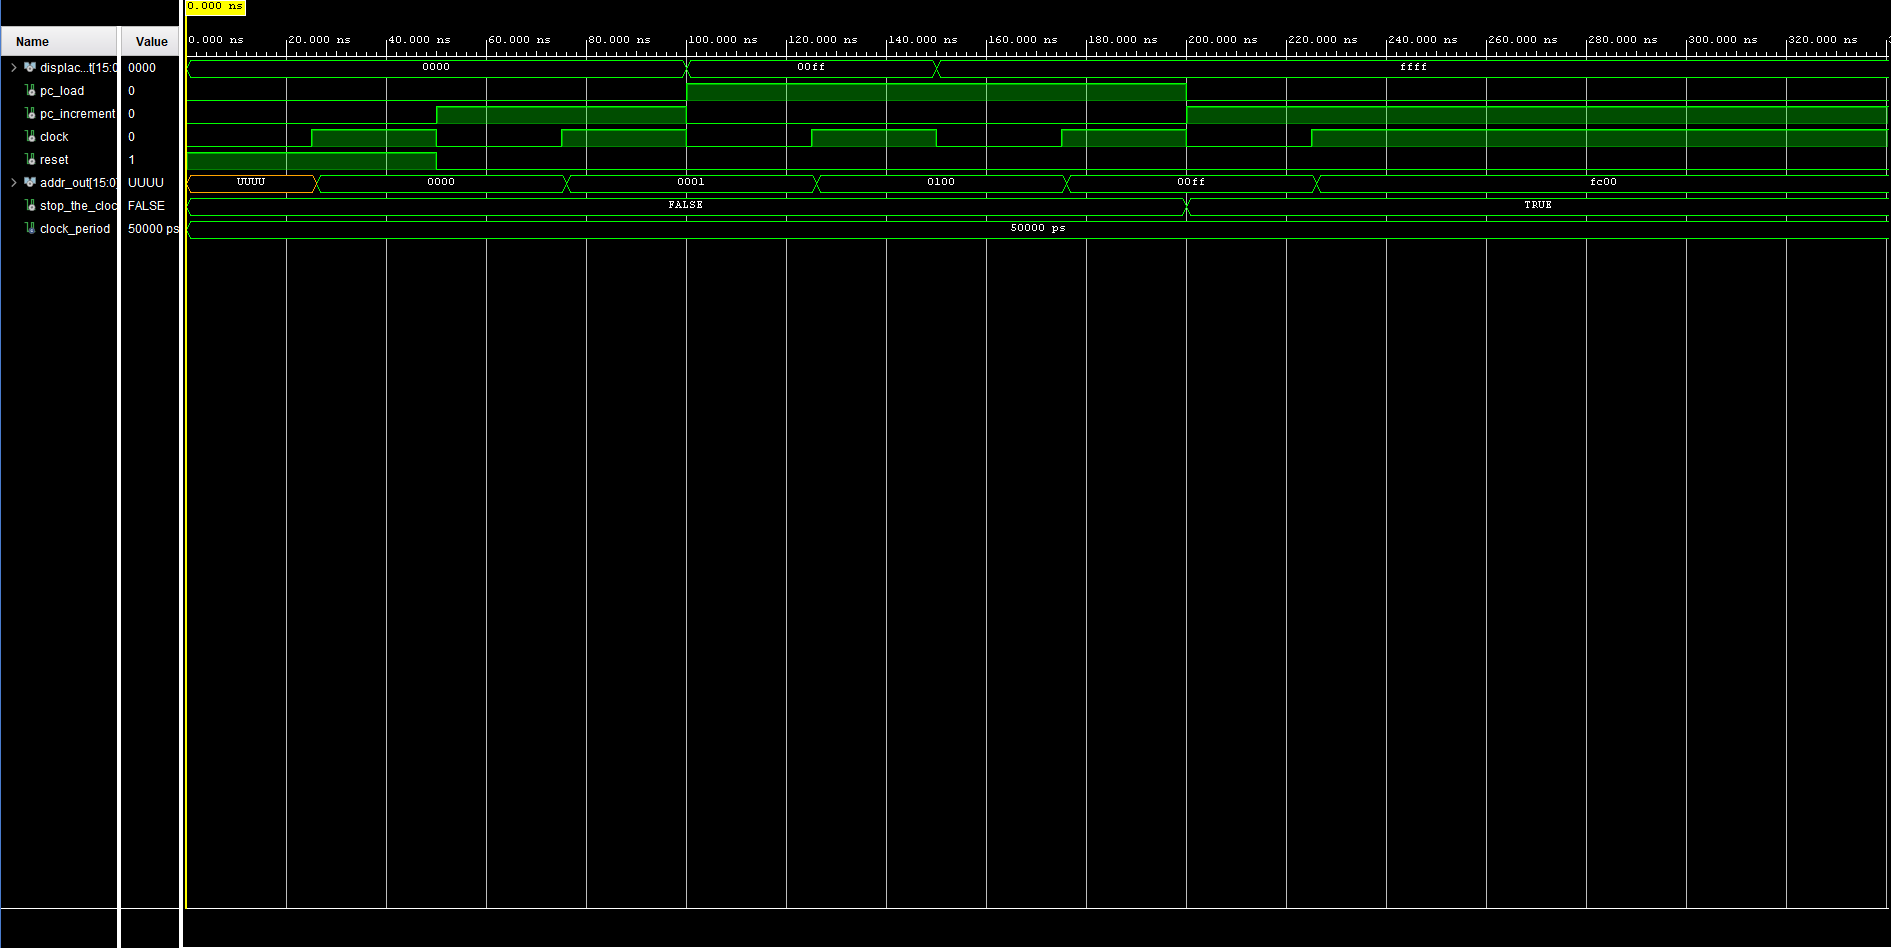 0.000 ns
Name Value
0.000 ns 20.000 ns 40.000 ns 60.000 ns 80.000 ns 100.000 ns 120.000 ns 140.000 ns 160.000 ns 180.000 ns 200.000 ns 220.000 ns 240.000 ns 260.000 ns 280.000 ns 300.000 ns 320.000 ns
displac...t[15:0 0000 0000 00ff ffff
pc_load 0
pc_increment 0
clock 0
reset 1
addr_out[15:0] UUUU UUUU 0000 0001 0100 00ff fc00
stop_the_cloc FALSE FALSE TRUE
clock_period 50000 ps 50000 ps